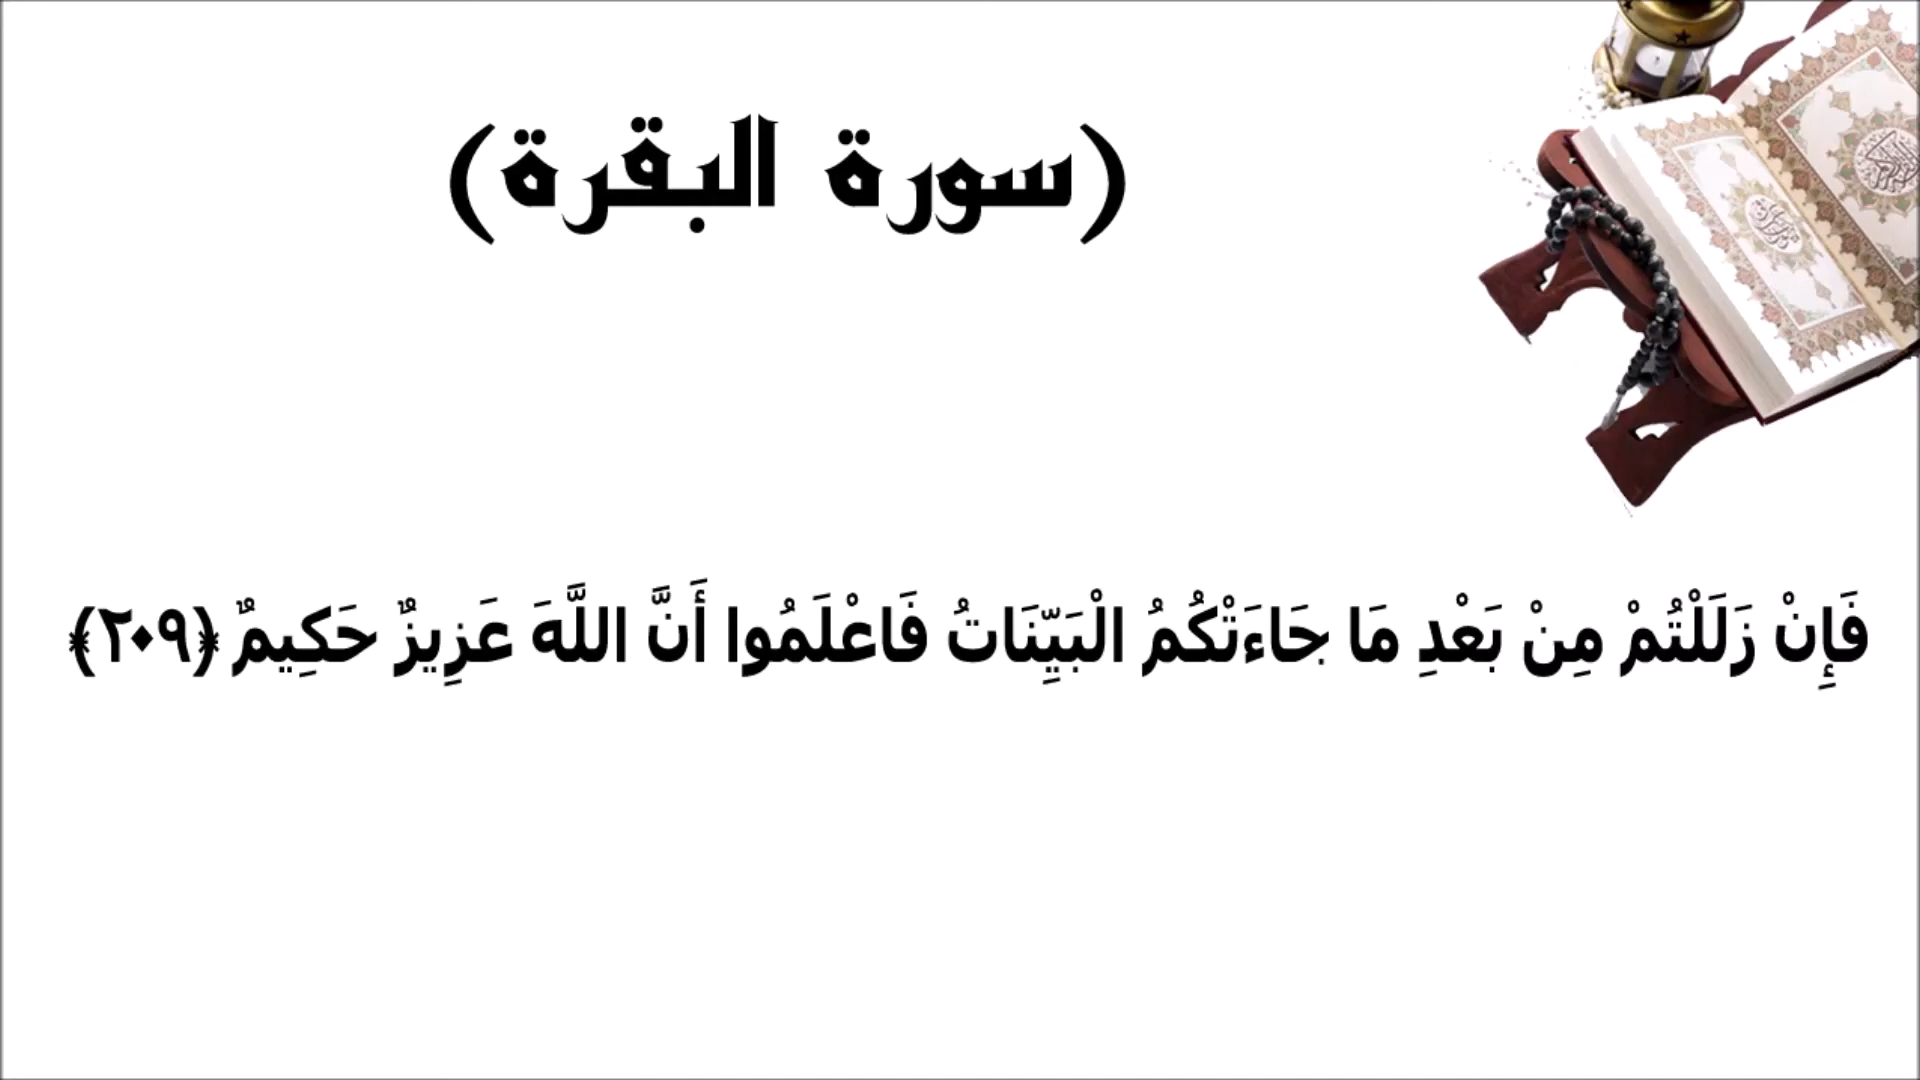 (سورة البقرة)
فَإِنْ زَلَلْتُمْ مِنْ بَعْدِ مَا جَاءَتْكُمُ الْبَيِّنَاتُ فَاعْلَمُوا أَنَّ اللَّهَ عَزِيزٌ حَكِيمٌ ﴿٢٠٩﴾